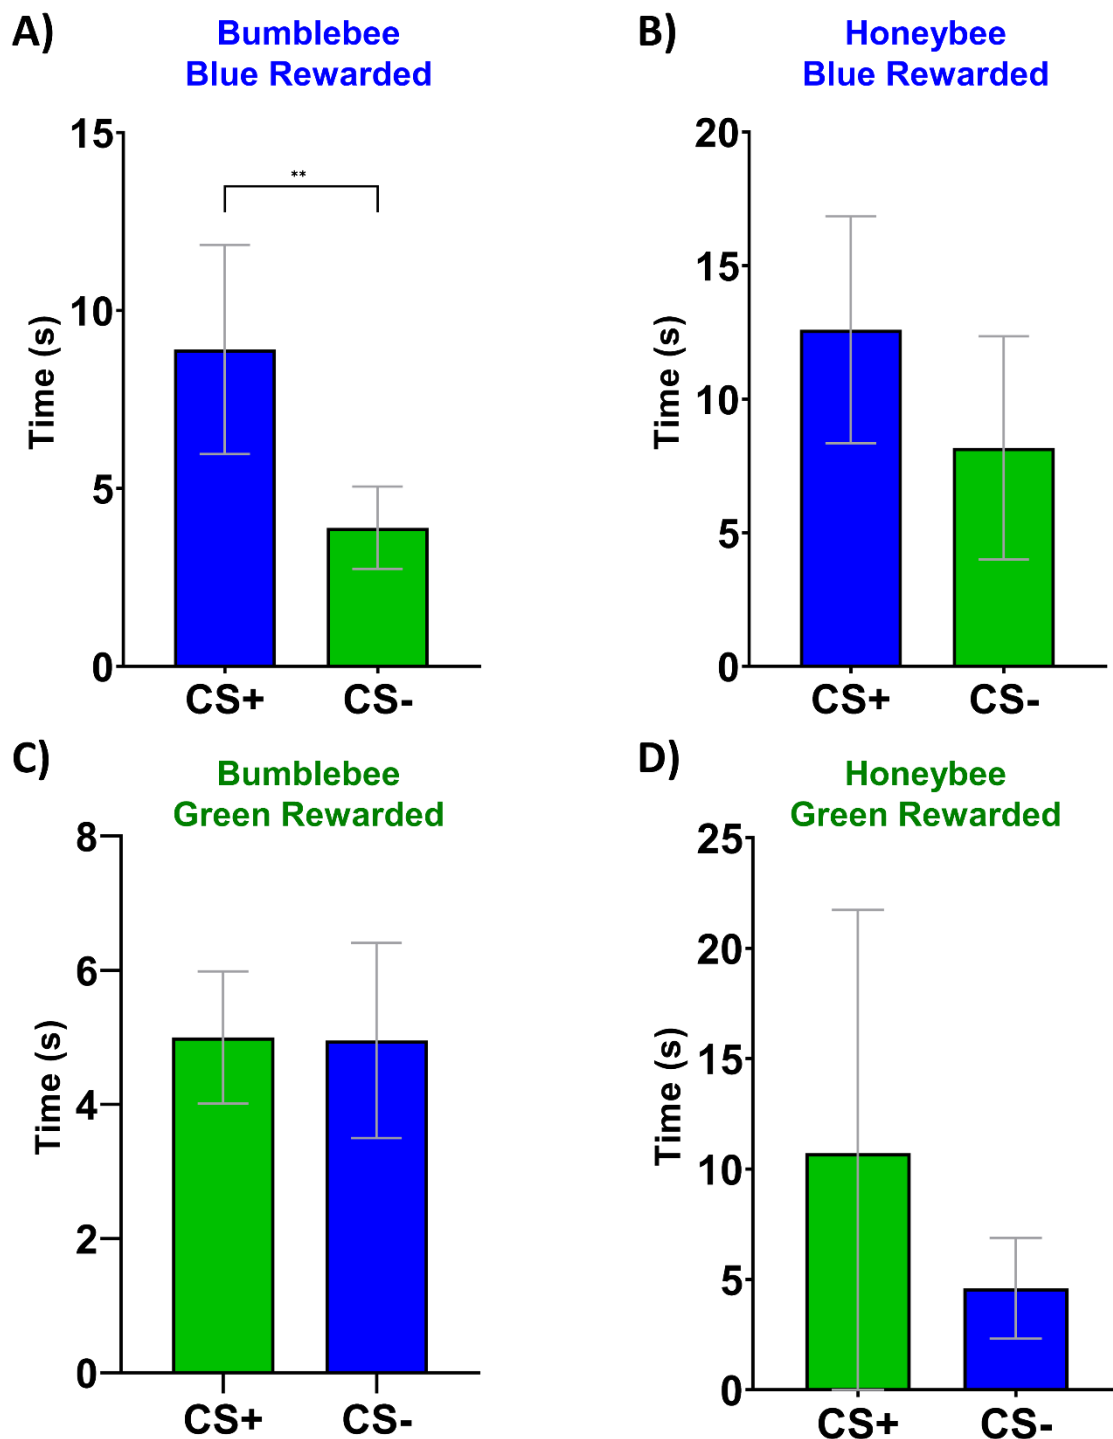 A)
Bumblebee
Blue Rewarded
15
**
10
Time (s)
5
0
CS+ CS-
B)
Honeybee
Blue Rewarded
20
15
10
Time (s)
5
0
CS+ CS-
C)
Bumblebee
Green Rewarded
8
6
4
Time (s)
2
0
CS+ CS-
D)
Honeybee
Green Rewarded
25
20
15
Time (s)
10
5
0
CS+ CS-